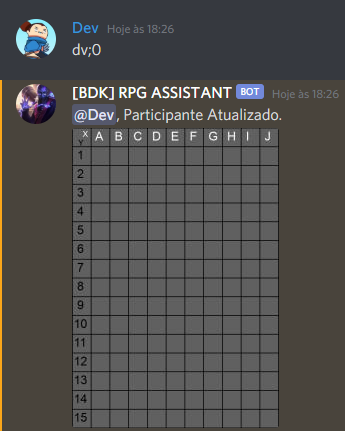 Dev Hoje às 18:26
dv;0
[BDK] RPG ASSISTANT BOT Hoje às 18:26
@Dev, Participante Atualizado.
X A B C D E F G H I J
Y
1
2
3
4
5
6
7
8
9
10
11
12
13
14
15